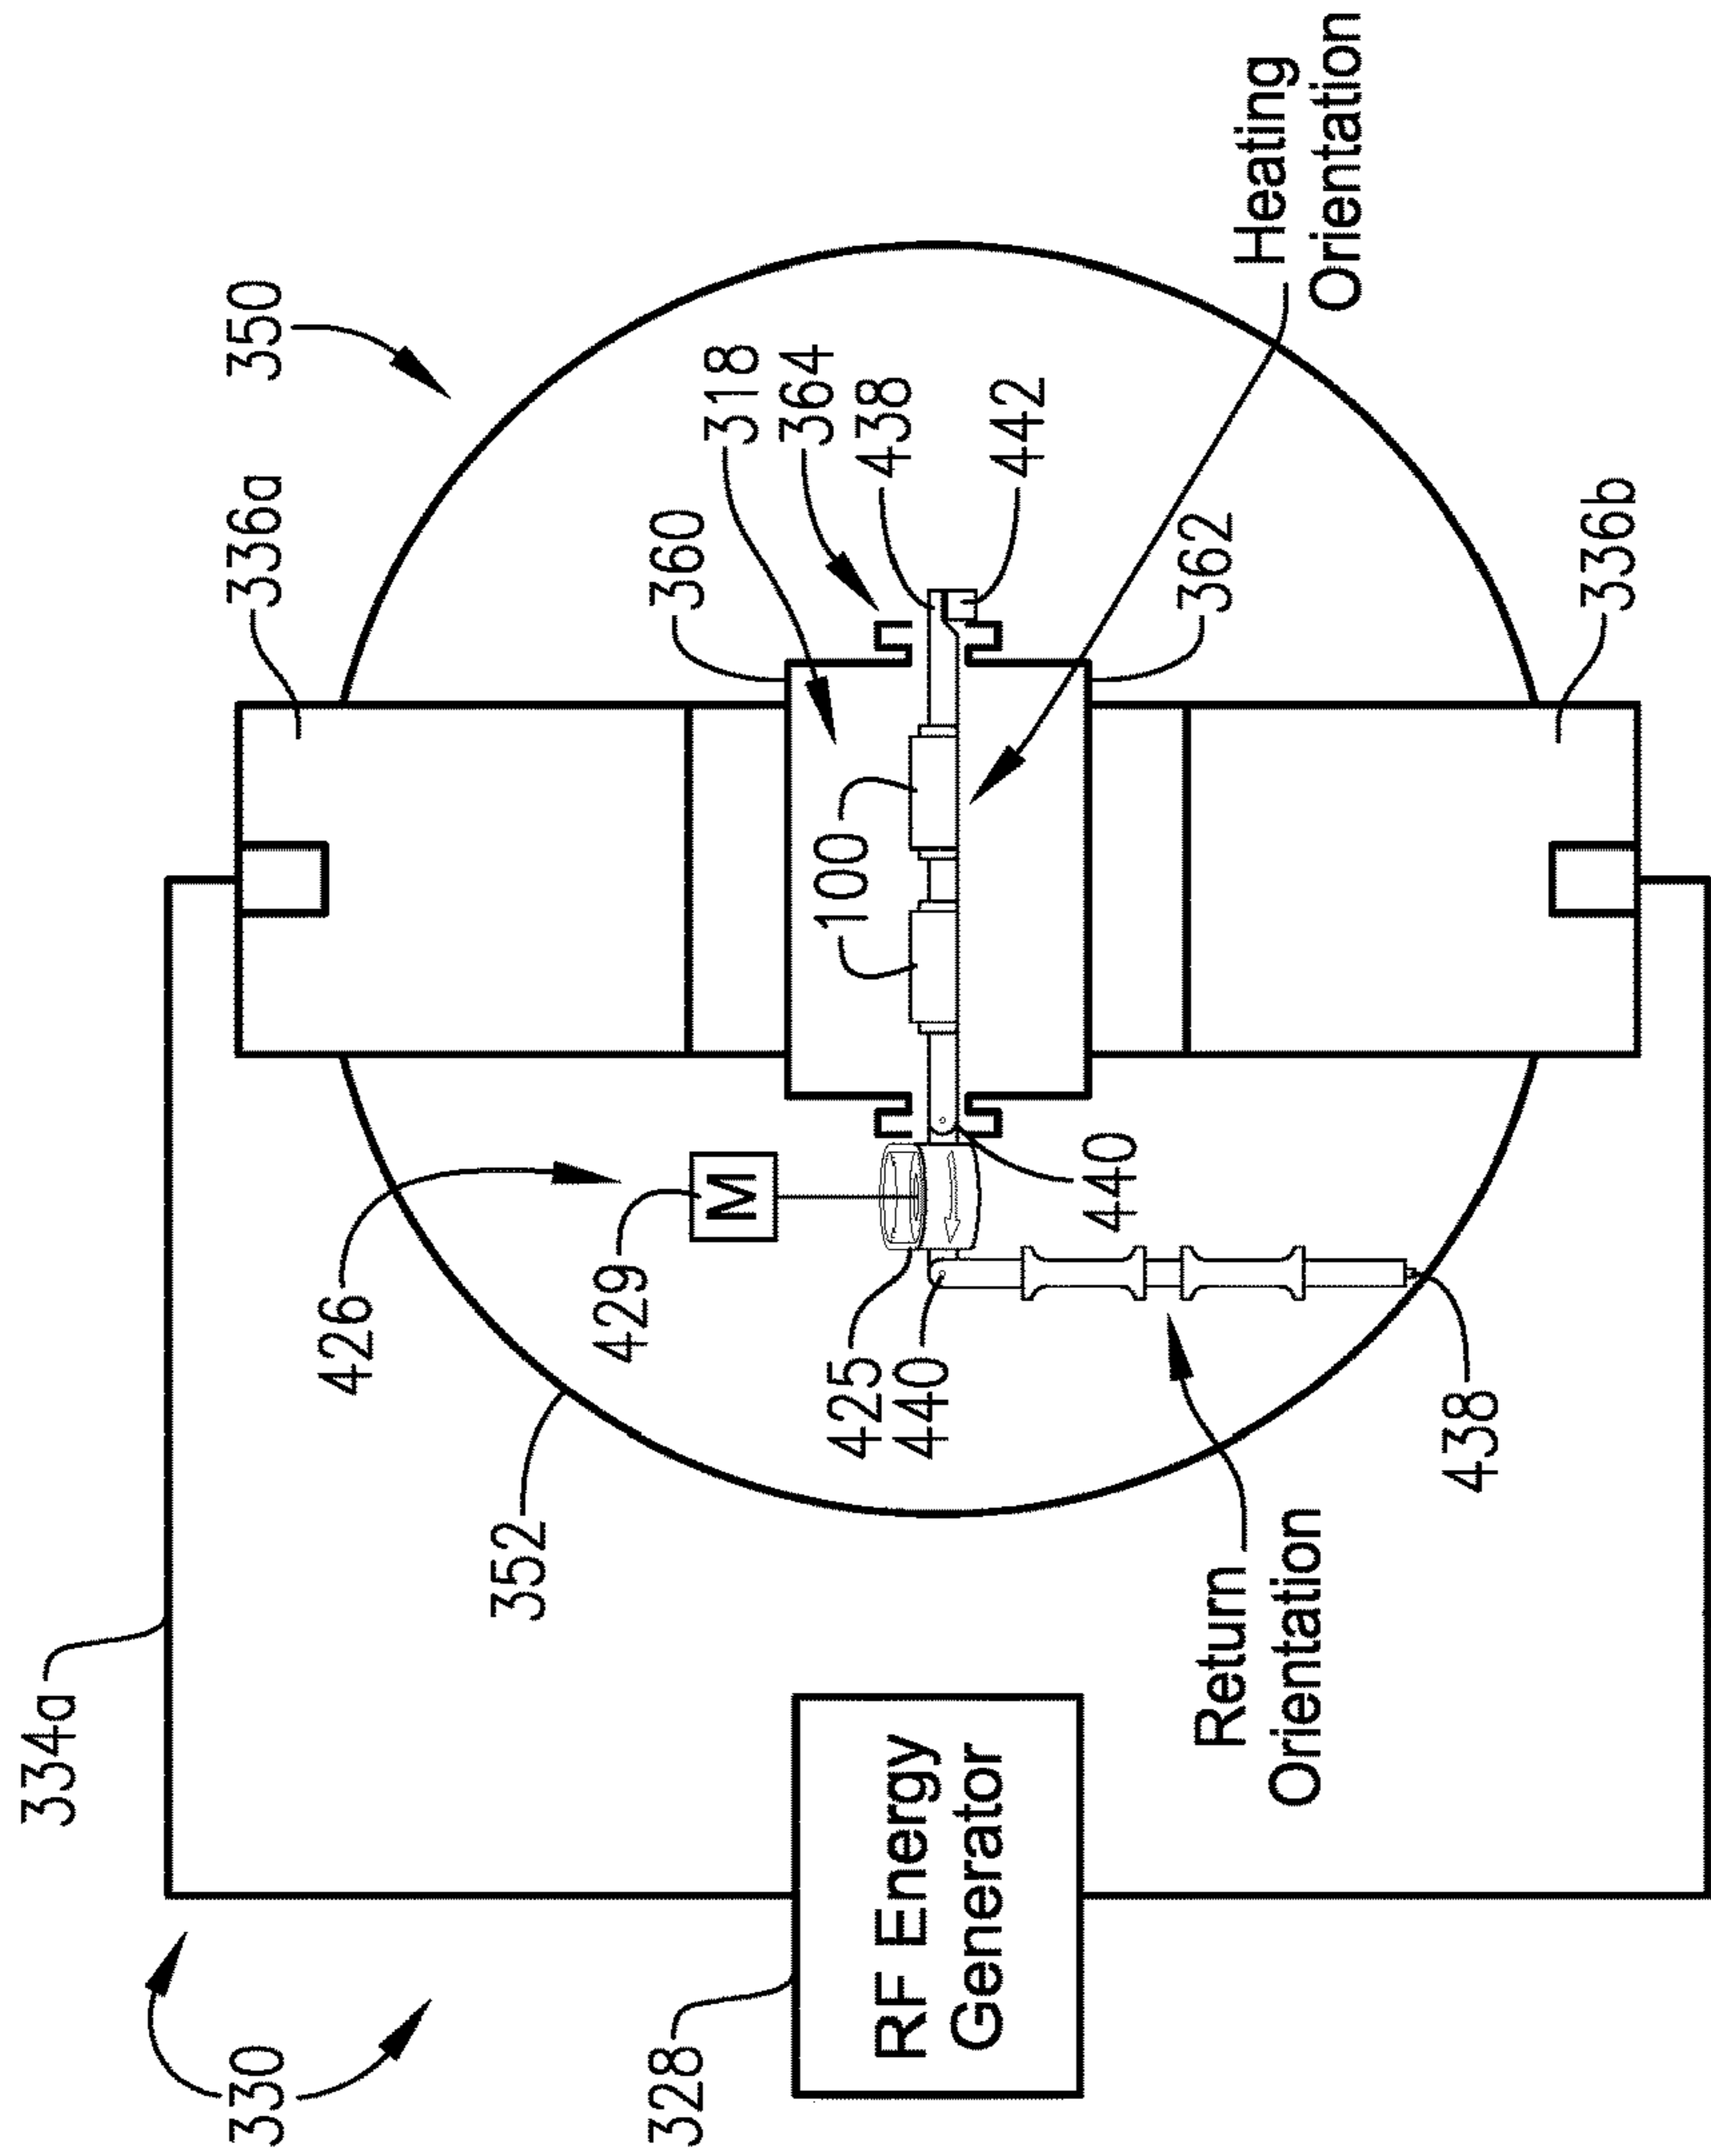 334a
330
328
RF Energy
Generator
352
426
429
M
425
440
440
Return
Orientation
438
100
350
336a
360
318
364
438
442
362
336b
Heating
Orientation